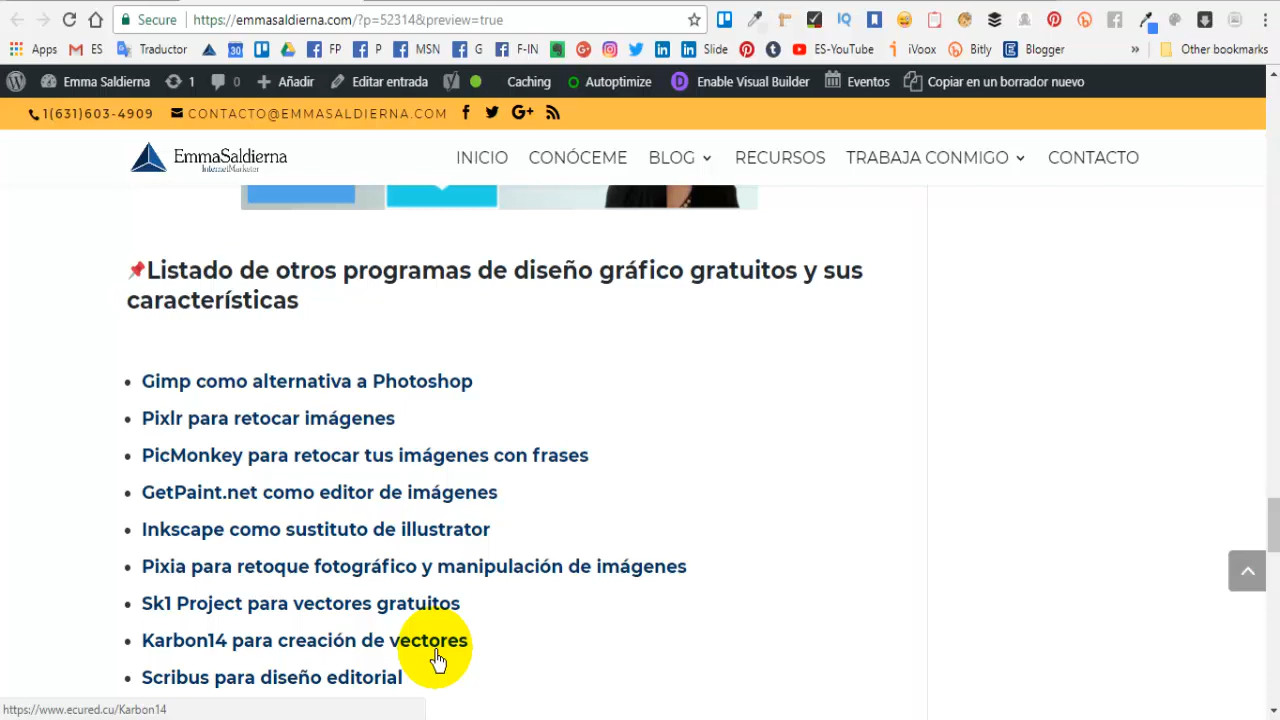 Secure https://emmasaldierna.com/?p=52314&preview=true
Apps ES Traductor FP P MSN G F-IN Slide ES-YouTube iVoox Bitly Blogger » Other bookmarks
Emma Saldierna 1 0 Añadir Editar entrada Caching Autoptimize Enable Visual Builder Eventos Copiar en un borrador nuevo
1(631)603-4909 CONTACTO@EMMASALDIERNA.COM
EmmaSaldierna
InternetMarketer
INICIO CONÓCEME BLOG RECURSOS TRABAJA CONMIGO CONTACTO
Listado de otros programas de diseño gráfico gratuitos y sus
características
• Gimp como alternativa a Photoshop
• Pixlr para retocar imágenes
• PicMonkey para retocar tus imágenes con frases
• GetPaint.net como editor de imágenes
• Inkscape como sustituto de illustrator
• Pixia para retoque fotográfico y manipulación de imágenes
• Sk1 Project para vectores gratuitos
• Karbon14 para creación de vectores
• Scribus para diseño editorial
https://www.ecured.cu/Karbon14